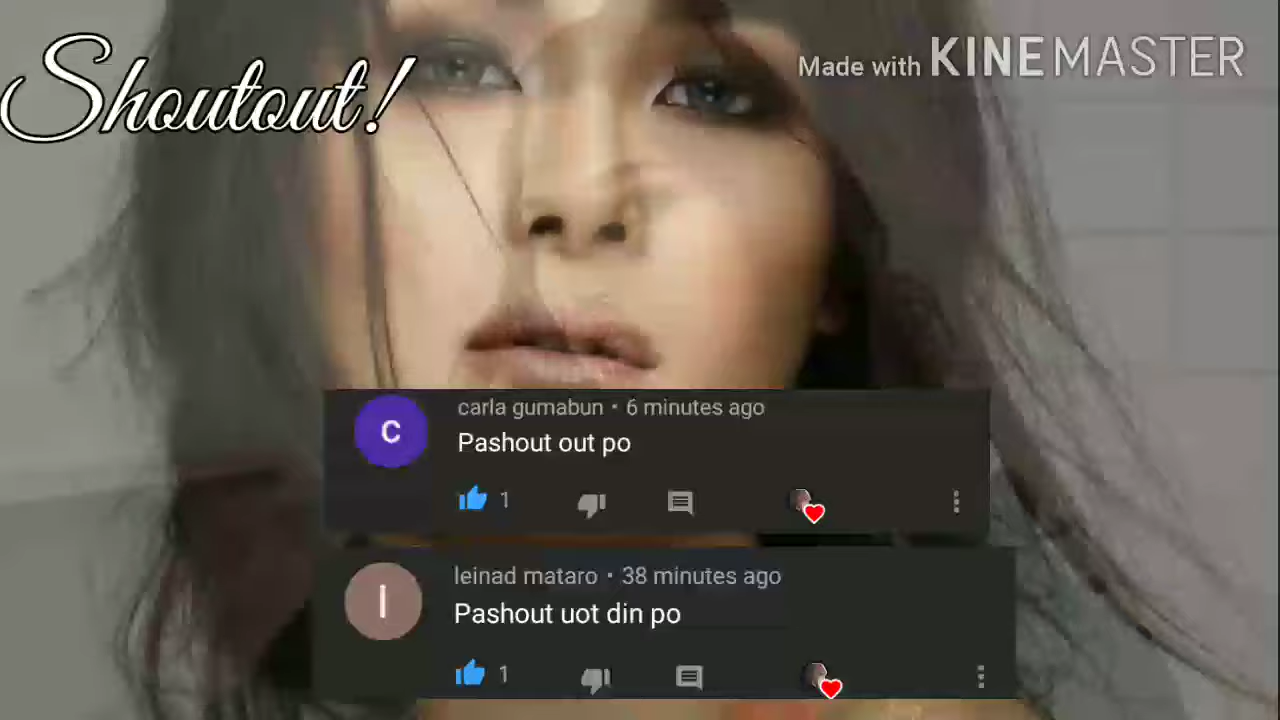 Shoutout!
Made with KINEMASTER
C
carla gumabun · 6 minutes ago
Pashout out po
1
l
leinad mataro · 38 minutes ago
Pashout uot din po
1